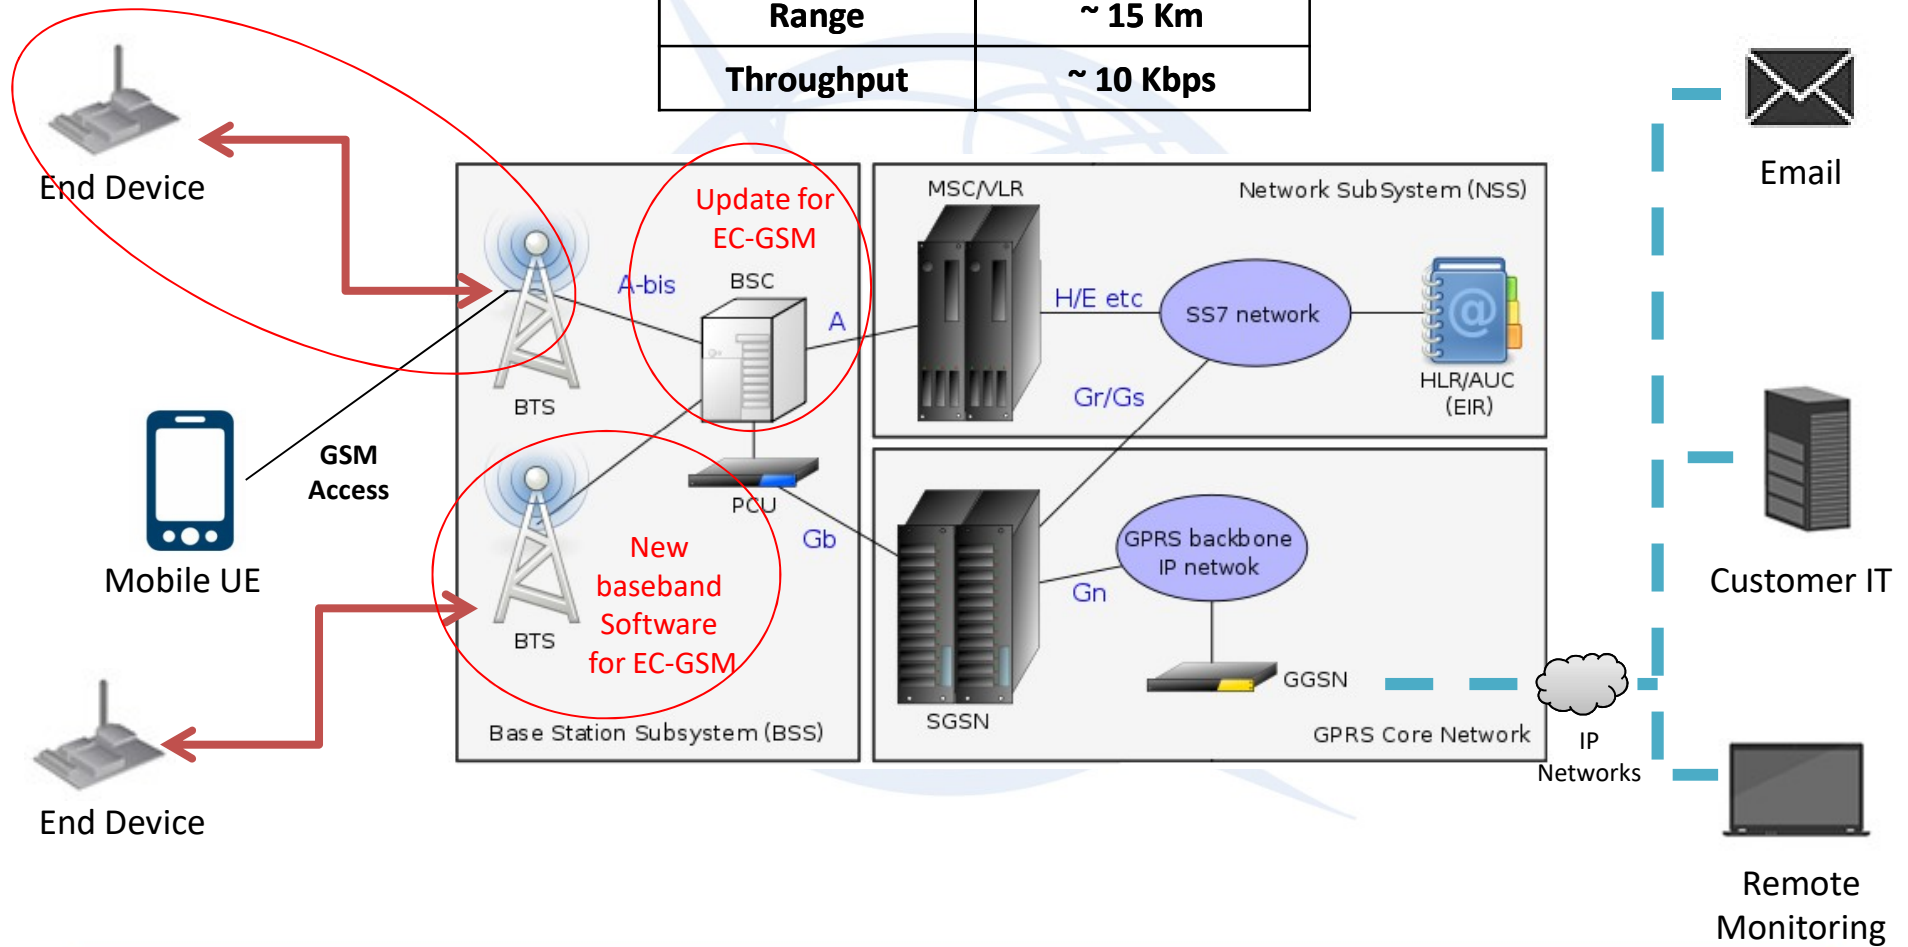 Range ~ 15 Km
Throughput ~ 10 Kbps
End Device
Update for
EC-GSM
A-bis
BSC
A
BTS
MSC/VLR
Network SubSystem (NSS)
H/E etc
SS7 network
HLR/AUC
(EIR)
Gr/Gs
Email
GSM
Access
Mobile UE
PCU
Gb
New
baseband
Software
for EC-GSM
BTS
Base Station Subsystem (BSS)
End Device
SGSN
GPRS backbone
IP netwok
Gn
GGSN
GPRS Core Network
IP
Networks
Customer IT
Remote
Monitoring